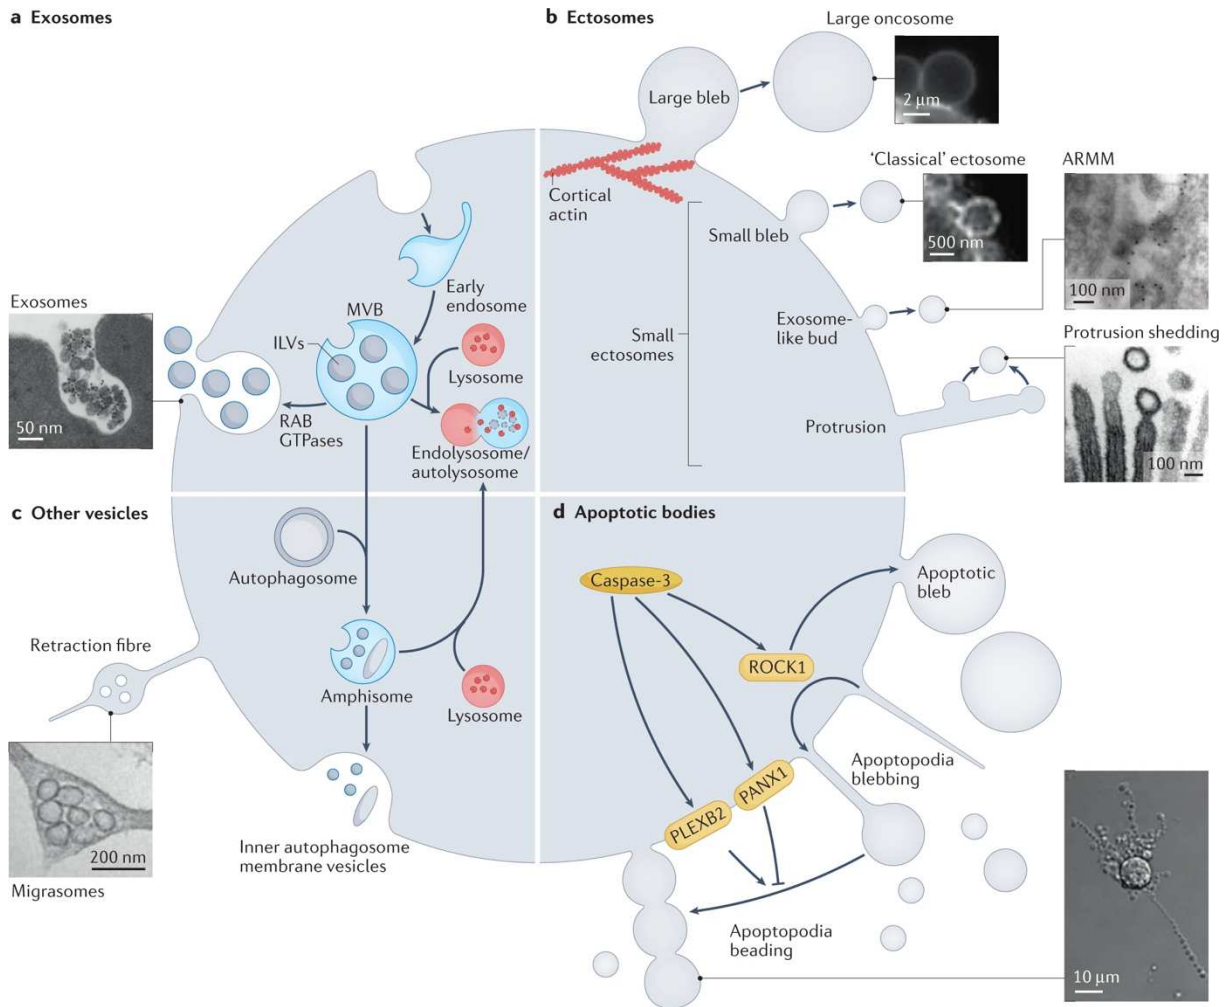 a Exosomes
Early
endosome
MVB
ILVs
Lysosome
Exosomes
50 nm
RAB
GTPases
Endolysosome/
autolysosome
b Ectosomes
Large oncosome
Large bleb
2 µm
Cortical
actin
'Classical' ectosome
Small bleb
500 nm
ARMM
100 nm
Exosome-
like bud
Small
ectosomes
Protrusion shedding
Protrusion
100 nm
c Other vesicles
Autophagosome
Retraction fibre
Amphisome
Lysosome
200 nm
Migrasomes
Inner autophagosome
membrane vesicles
d Apoptotic bodies
Caspase-3
Apoptotic
bleb
ROCK1
Apoptopodia
blebbing
PANX1
PLEXB2
Apoptopodia
beading
10 µm